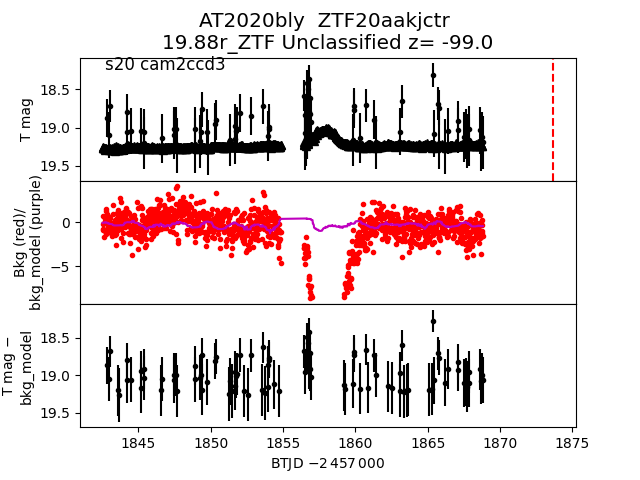 AT2020bly  ZTF20aakjctr
19.88r_ZTF Unclassified z= -99.0
s20 cam2ccd3
T mag
18.5
19.0
19.5
Bkg (red)/
bkg_model (purple)
0
−5
T mag −
bkg_model
18.5
19.0
19.5
1845 1850 1855 1860 1865 1870 1875
BTJD −2 457 000